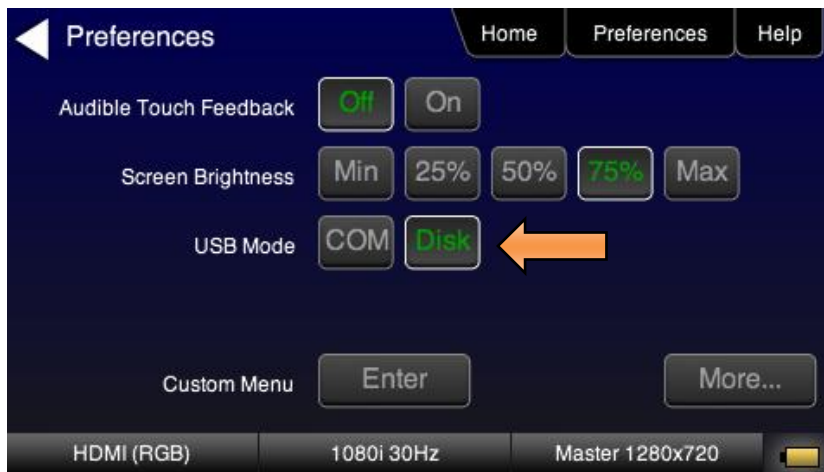 Preferences Home Preferences Help
Audible Touch Feedback Off On
Screen Brightness Min 25% 50% 75% Max
USB Mode COM Disk
Custom Menu Enter More...
HDMI (RGB) 1080i 30Hz Master 1280x720